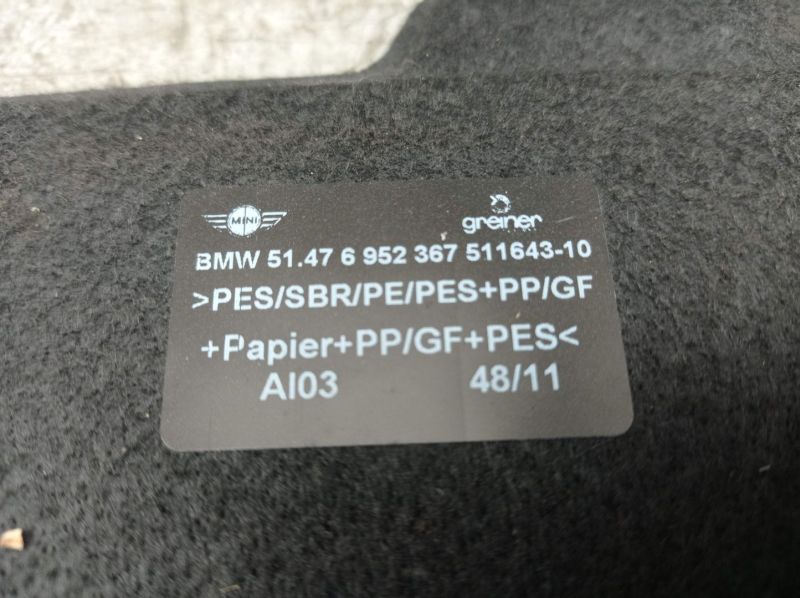 MINI greiner
BMW 51.47 6 952 367 511643-10
>PES/SBR/PE/PES+PP/GF
+Papier+PP/GF+PES<
AI03 48/11